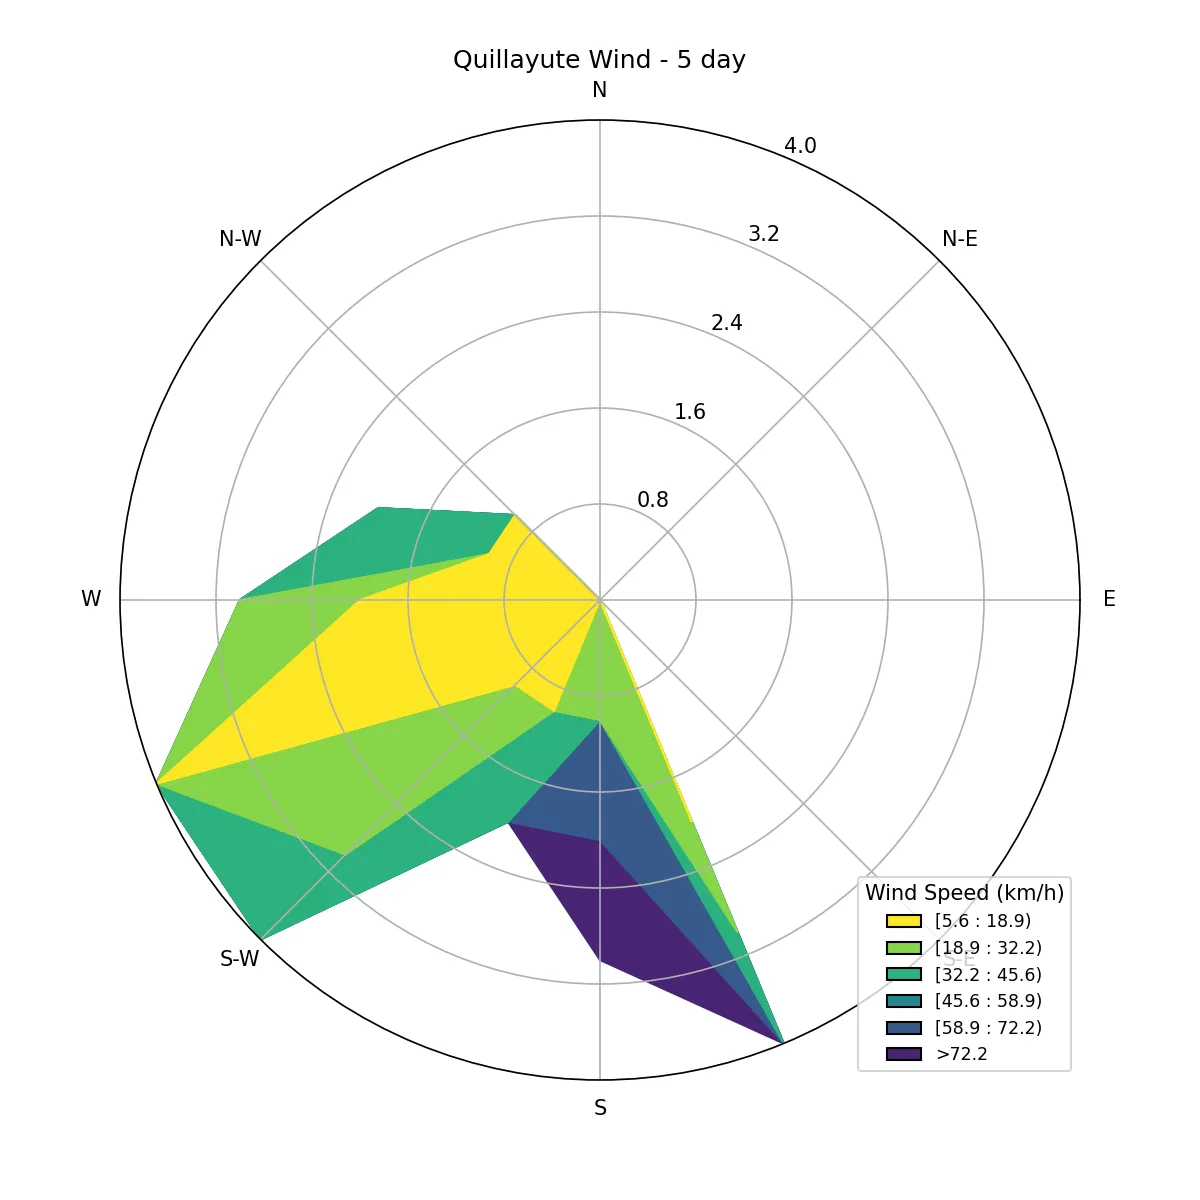 Quillayute Wind - 5 day
N
4.0
N-W
3.2
N-E
2.4
1.6
0.8
W
E
Wind Speed (km/h)
[5.6 : 18.9)
[18.9 : 32.2)
S-W
S-E
[32.2 : 45.6)
[45.6 : 58.9)
[58.9 : 72.2)
>72.2
S